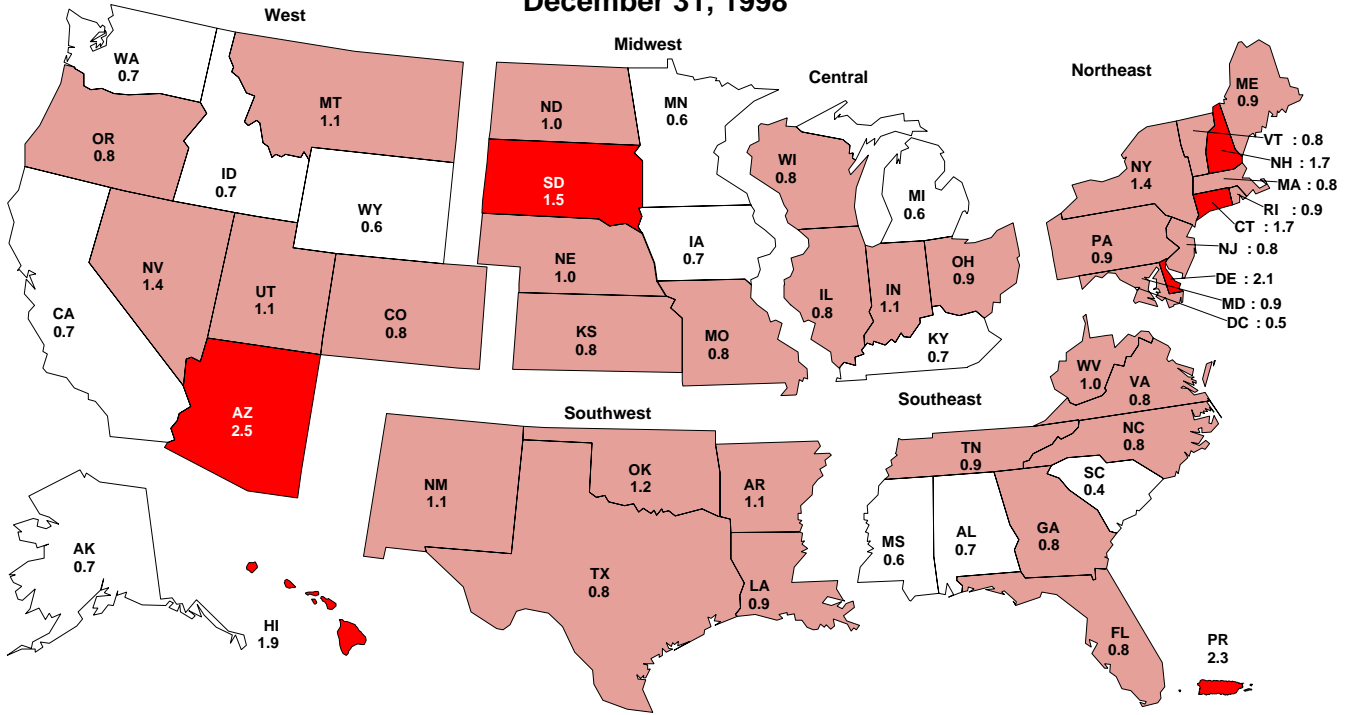 December 31, 1998
West
Midwest
Central
Northeast
Southwest
Southeast
WA
0.7
OR
0.8
CA
0.7
ID
0.7
NV
1.4
MT
1.1
WY
0.6
UT
1.1
CO
0.8
AZ
2.5
AK
0.7
HI
1.9
ND
1.0
SD
1.5
NE
1.0
KS
0.8
MN
0.6
IA
0.7
MO
0.8
WI
0.8
IL
0.8
MI
0.6
IN
1.1
OH
0.9
KY
0.7
ME
0.9
VT : 0.8
NH : 1.7
MA : 0.8
RI : 0.9
CT : 1.7
NJ : 0.8
DE : 2.1
MD : 0.9
DC : 0.5
NY
1.4
PA
0.9
NM
1.1
OK
1.2
AR
1.1
TX
0.8
LA
0.9
WV
1.0
VA
0.8
NC
0.8
TN
0.9
SC
0.4
MS
0.6
AL
0.7
GA
0.8
FL
0.8
PR
2.3